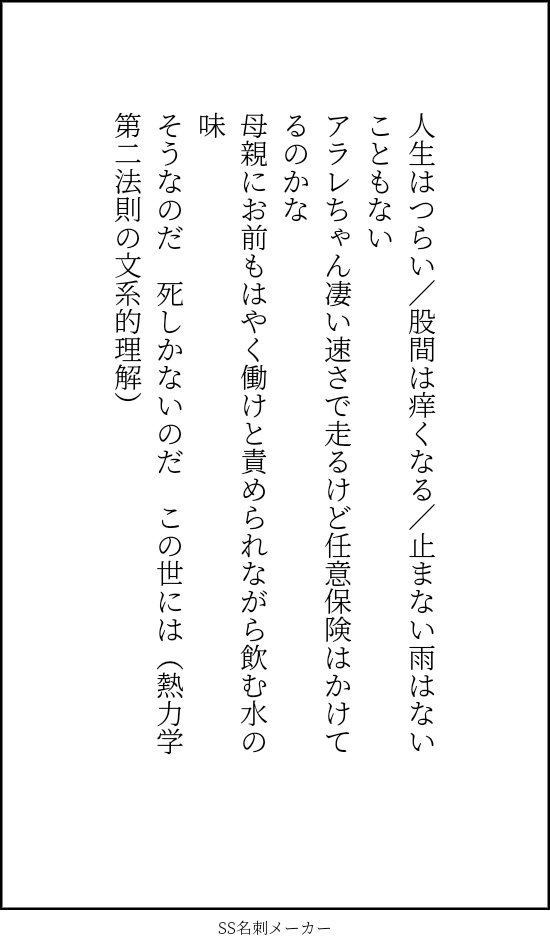 人生はつらい／股間は痒くなる／止まない雨はない
こともない
アラレちゃん凄い速さで走るけど任意保険はかけて
るのかな
母親にお前もはやく働けと責められながら飲む水の
味
そうなのだ　死しかないのだ　この世には（熱力学
第二法則の文系的理解）
SS名刺メーカー